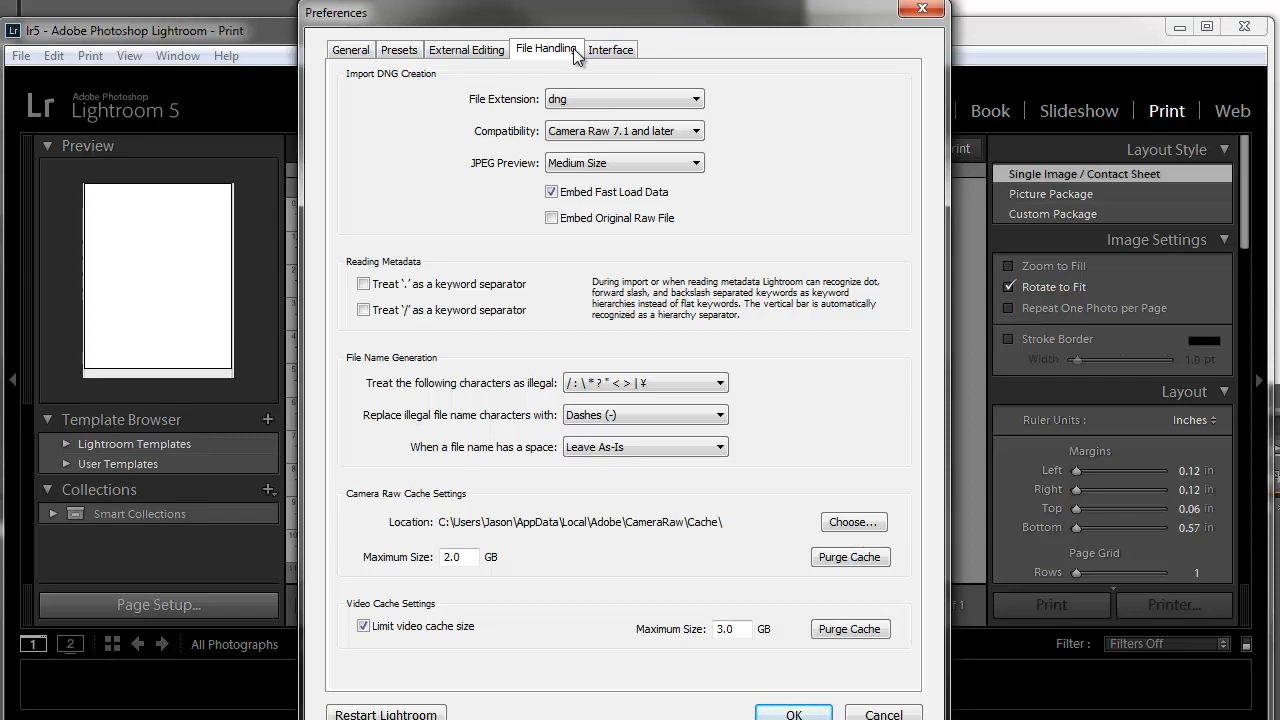 Preferences
Lr lr5 - Adobe Photoshop Lightroom - Print
File Edit Print View Window Help
General Presets External Editing File Handling Interface
Lr Adobe Photoshop
Lightroom 5
Book Slideshow Print Web
Import DNG Creation
File Extension: dng
Compatibility: Camera Raw 7.1 and later
JPEG Preview: Medium Size
Embed Fast Load Data
Embed Original Raw File
Reading Metadata
Treat '.' as a keyword separator
Treat '/' as a keyword separator
During import or when reading metadata Lightroom can recognize dot,
forward slash, and backslash separated keywords as keyword
hierarchies instead of flat keywords. The vertical bar is automatically
recognized as a hierarchy separator.
File Name Generation
Treat the following characters as illegal: / : \ * ? " < > | ¥
Replace illegal file name characters with: Dashes (-)
When a file name has a space: Leave As-Is
Camera Raw Cache Settings
Location: C:\Users\Jason\AppData\Local\Adobe\CameraRaw\Cache\ Choose...
Maximum Size: 2.0 GB Purge Cache
Video Cache Settings
Limit video cache size Maximum Size: 3.0 GB Purge Cache
Restart Lightroom OK Cancel
Preview
Template Browser
Lightroom Templates
User Templates
Collections
Smart Collections
Page Setup...
1 2 All Photographs
int
Layout Style
Single Image / Contact Sheet
Picture Package
Custom Package
Image Settings
Zoom to Fill
Rotate to Fit
Repeat One Photo per Page
Stroke Border
Width 1.0 pt
Layout
Ruler Units : Inches
Margins
Left 0.12 in
Right 0.12 in
Top 0.06 in
Bottom 0.57 in
Page Grid
Rows 1
of 1 Print Printer...
Filter : Filters Off